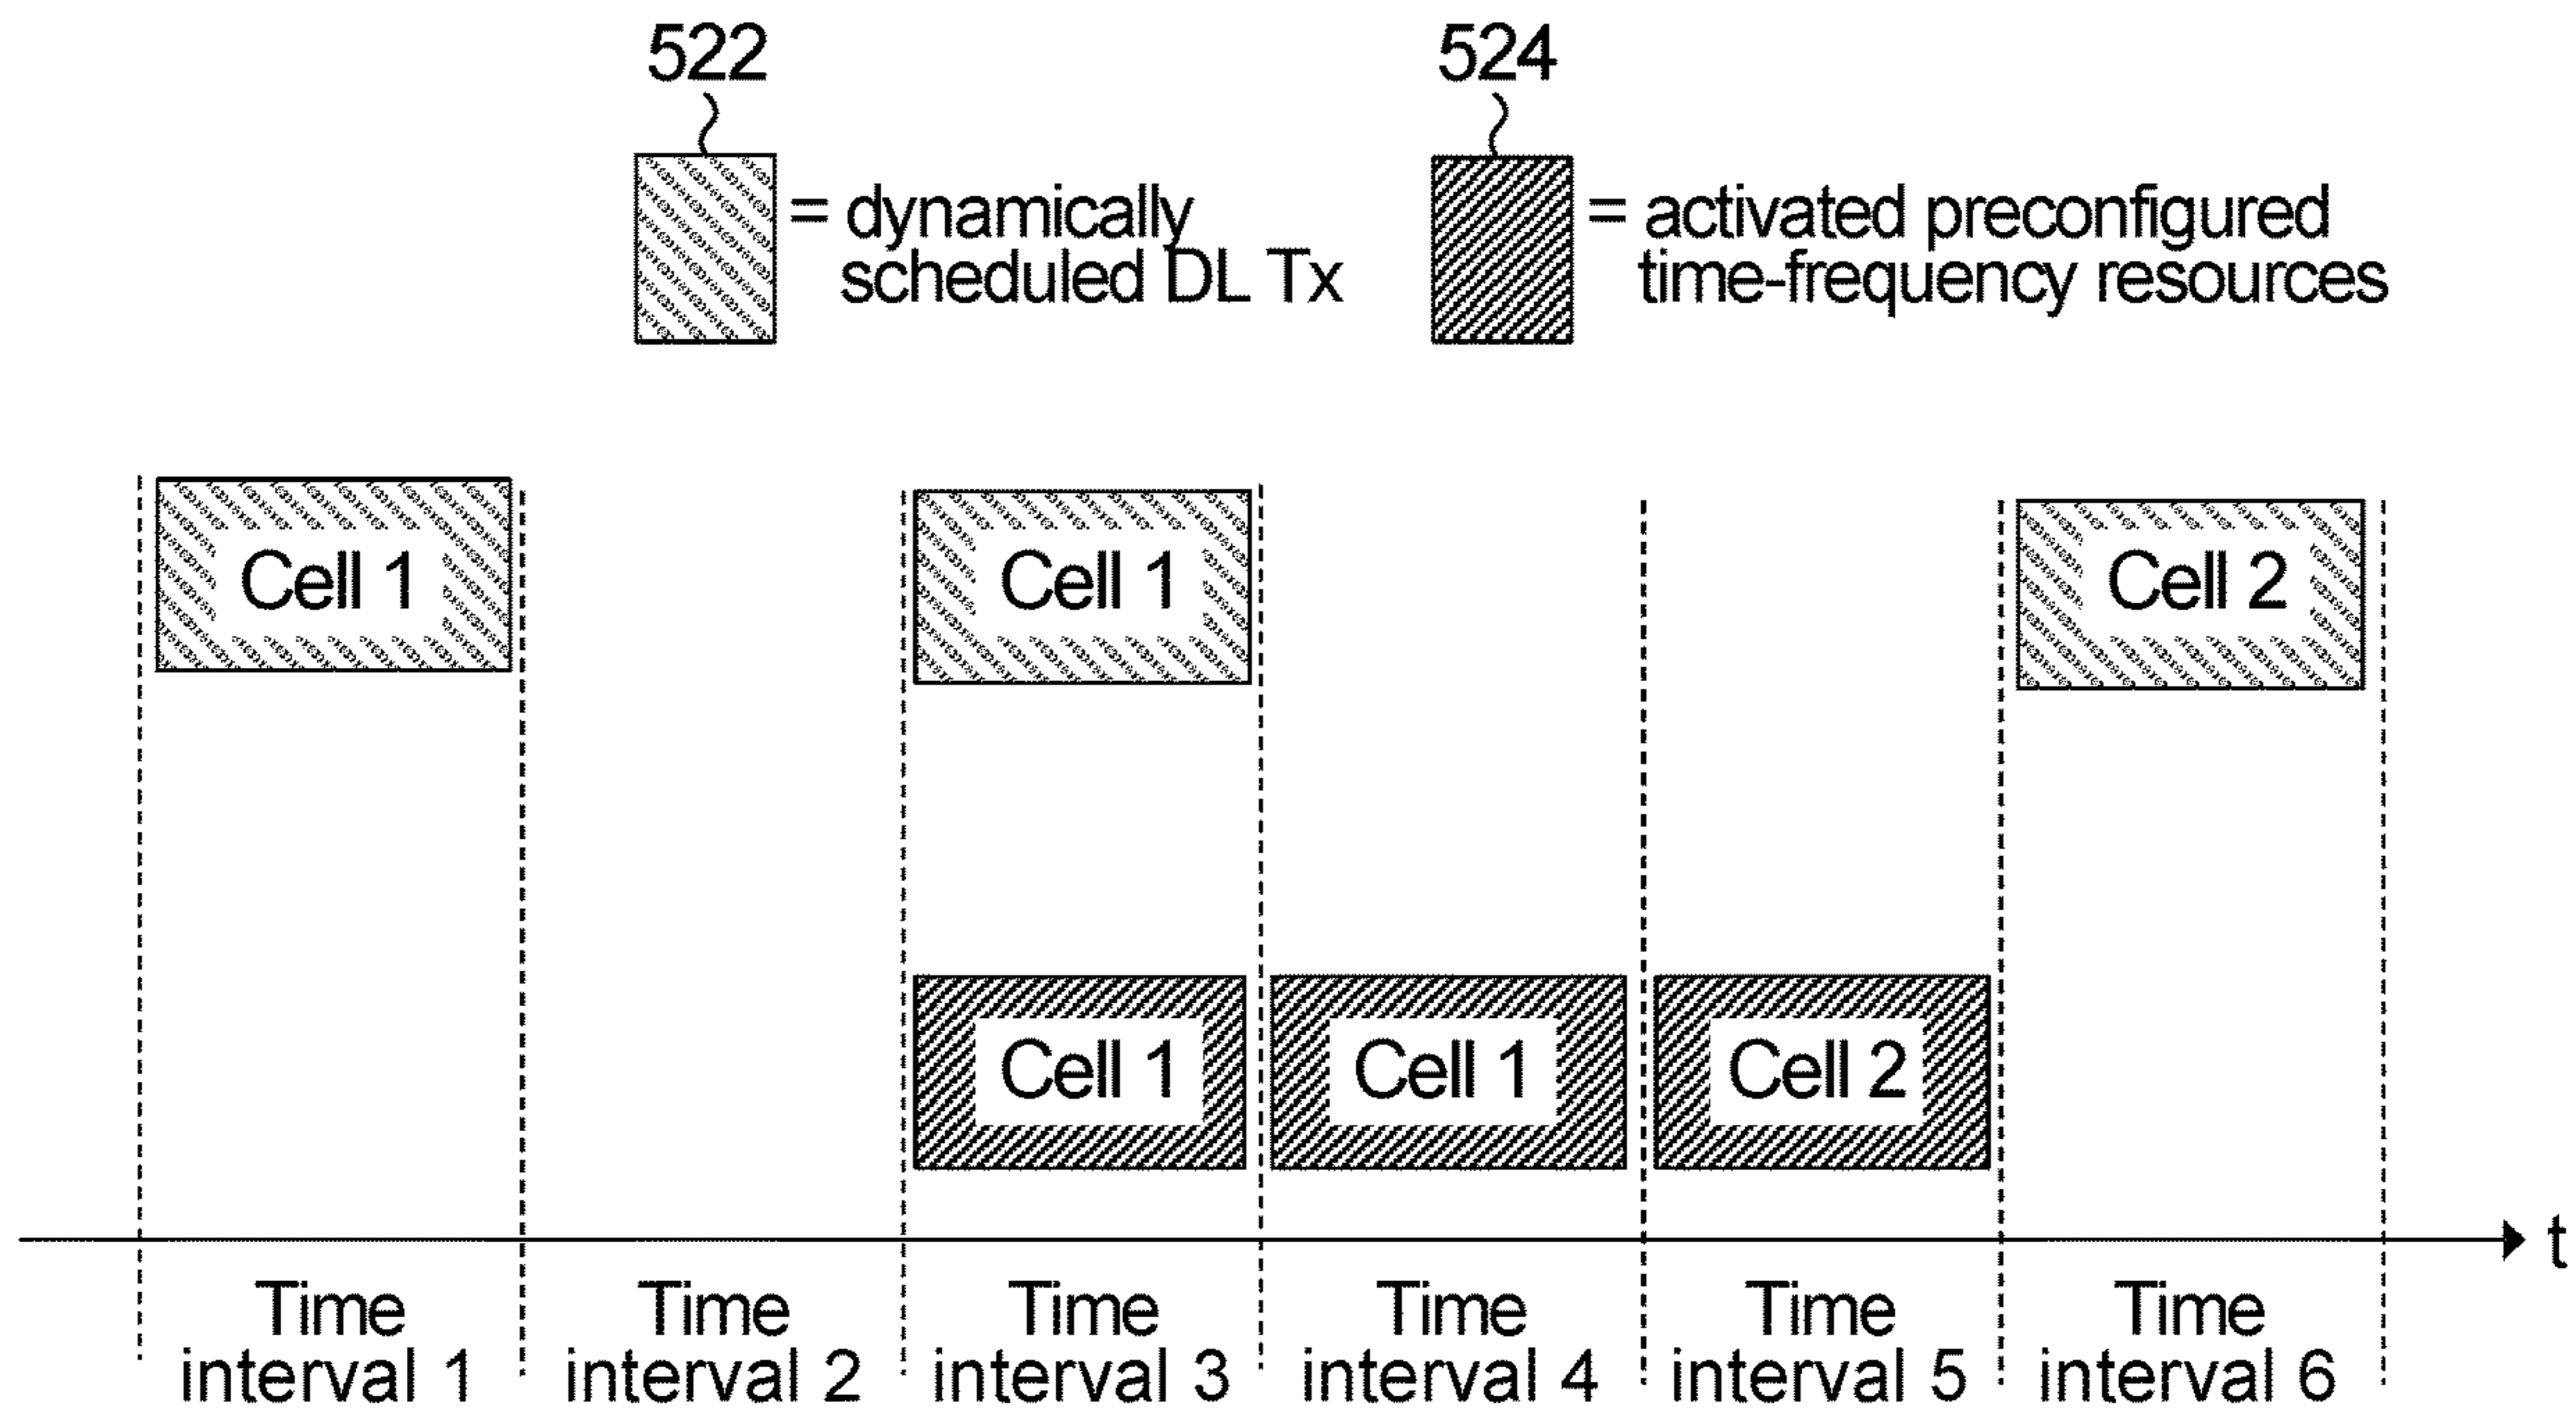 522
524
= dynamically
scheduled DL Tx
= activated preconfigured
time-frequency resources
Cell 1
Cell 1
Cell 2
Cell 1
Cell 1
Cell 2
t
Time
interval 1
Time
interval 2
Time
interval 3
Time
interval 4
Time
interval 5
Time
interval 6